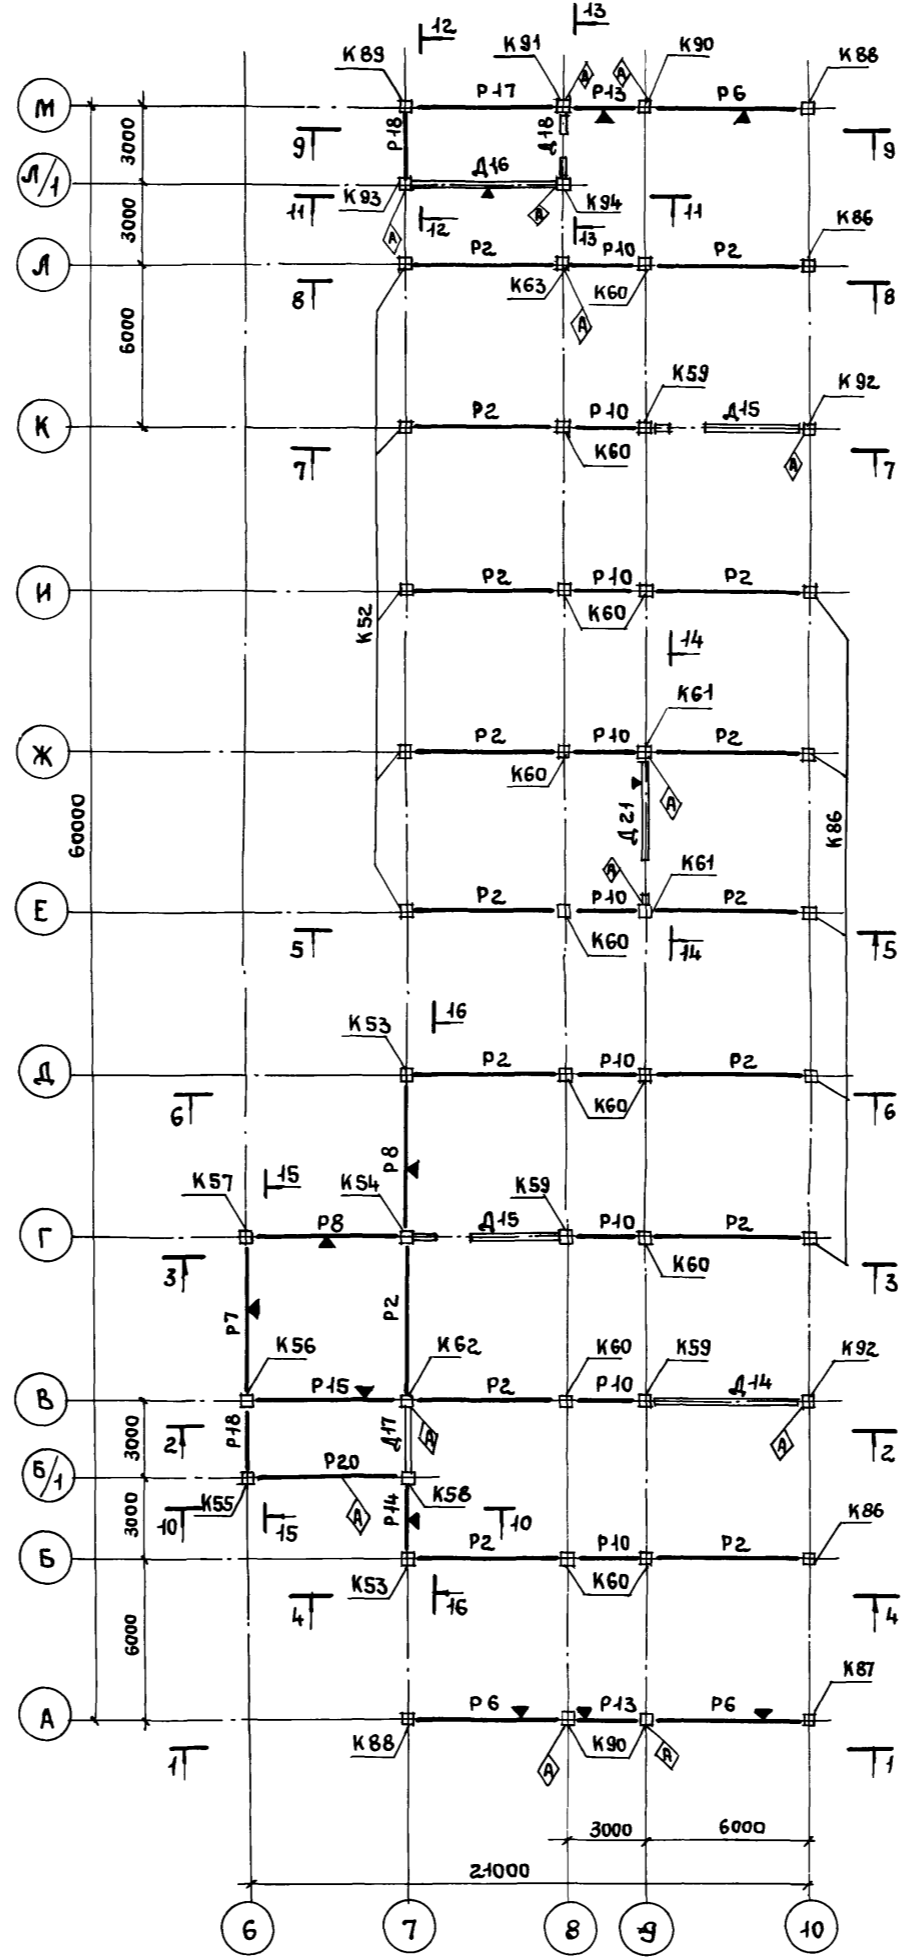 13
12
К89 К91 К90 К88
М Р17 А А Р13 Р6
3000 9 Р18 Д18 9
Л/1 Д16
К93 К94
11 А 12 А 13 11
3000 К86
Л Р2 Р10 Р2
8 К63 К60 8
А
6000
К59 К92
К Р2 Р10 Д15
7 К60 А 7
И Р2 Р10 Р2
К60
К52
14
К61
Ж Р2 Р10 Р2
К60 А
60000 Д21 К86
А К61
Е Р2 Р10 Р2
5 К60 14 5
К53 16
Д Р2 Р10 Р2
6 К60 6
Р8
К57 15 К54 К59
Г Р8 Д15 Р10 Р2
3 К60 3
Р7 Р2
К56 К62 К60 К59 К92
В Р15 Р2 Р10 Д14
3000 2 Р18 Д17 А А 2
Б/1 Р20
К55 К58
3000 10 15 А Р14 10 К86
Б Р2 Р10 Р2
К53 К60
4 16 4
6000
К87
А Р6 Р13 Р6
К88 К90
1 А А 1
3000 6000
21000
6 7 8 9 10